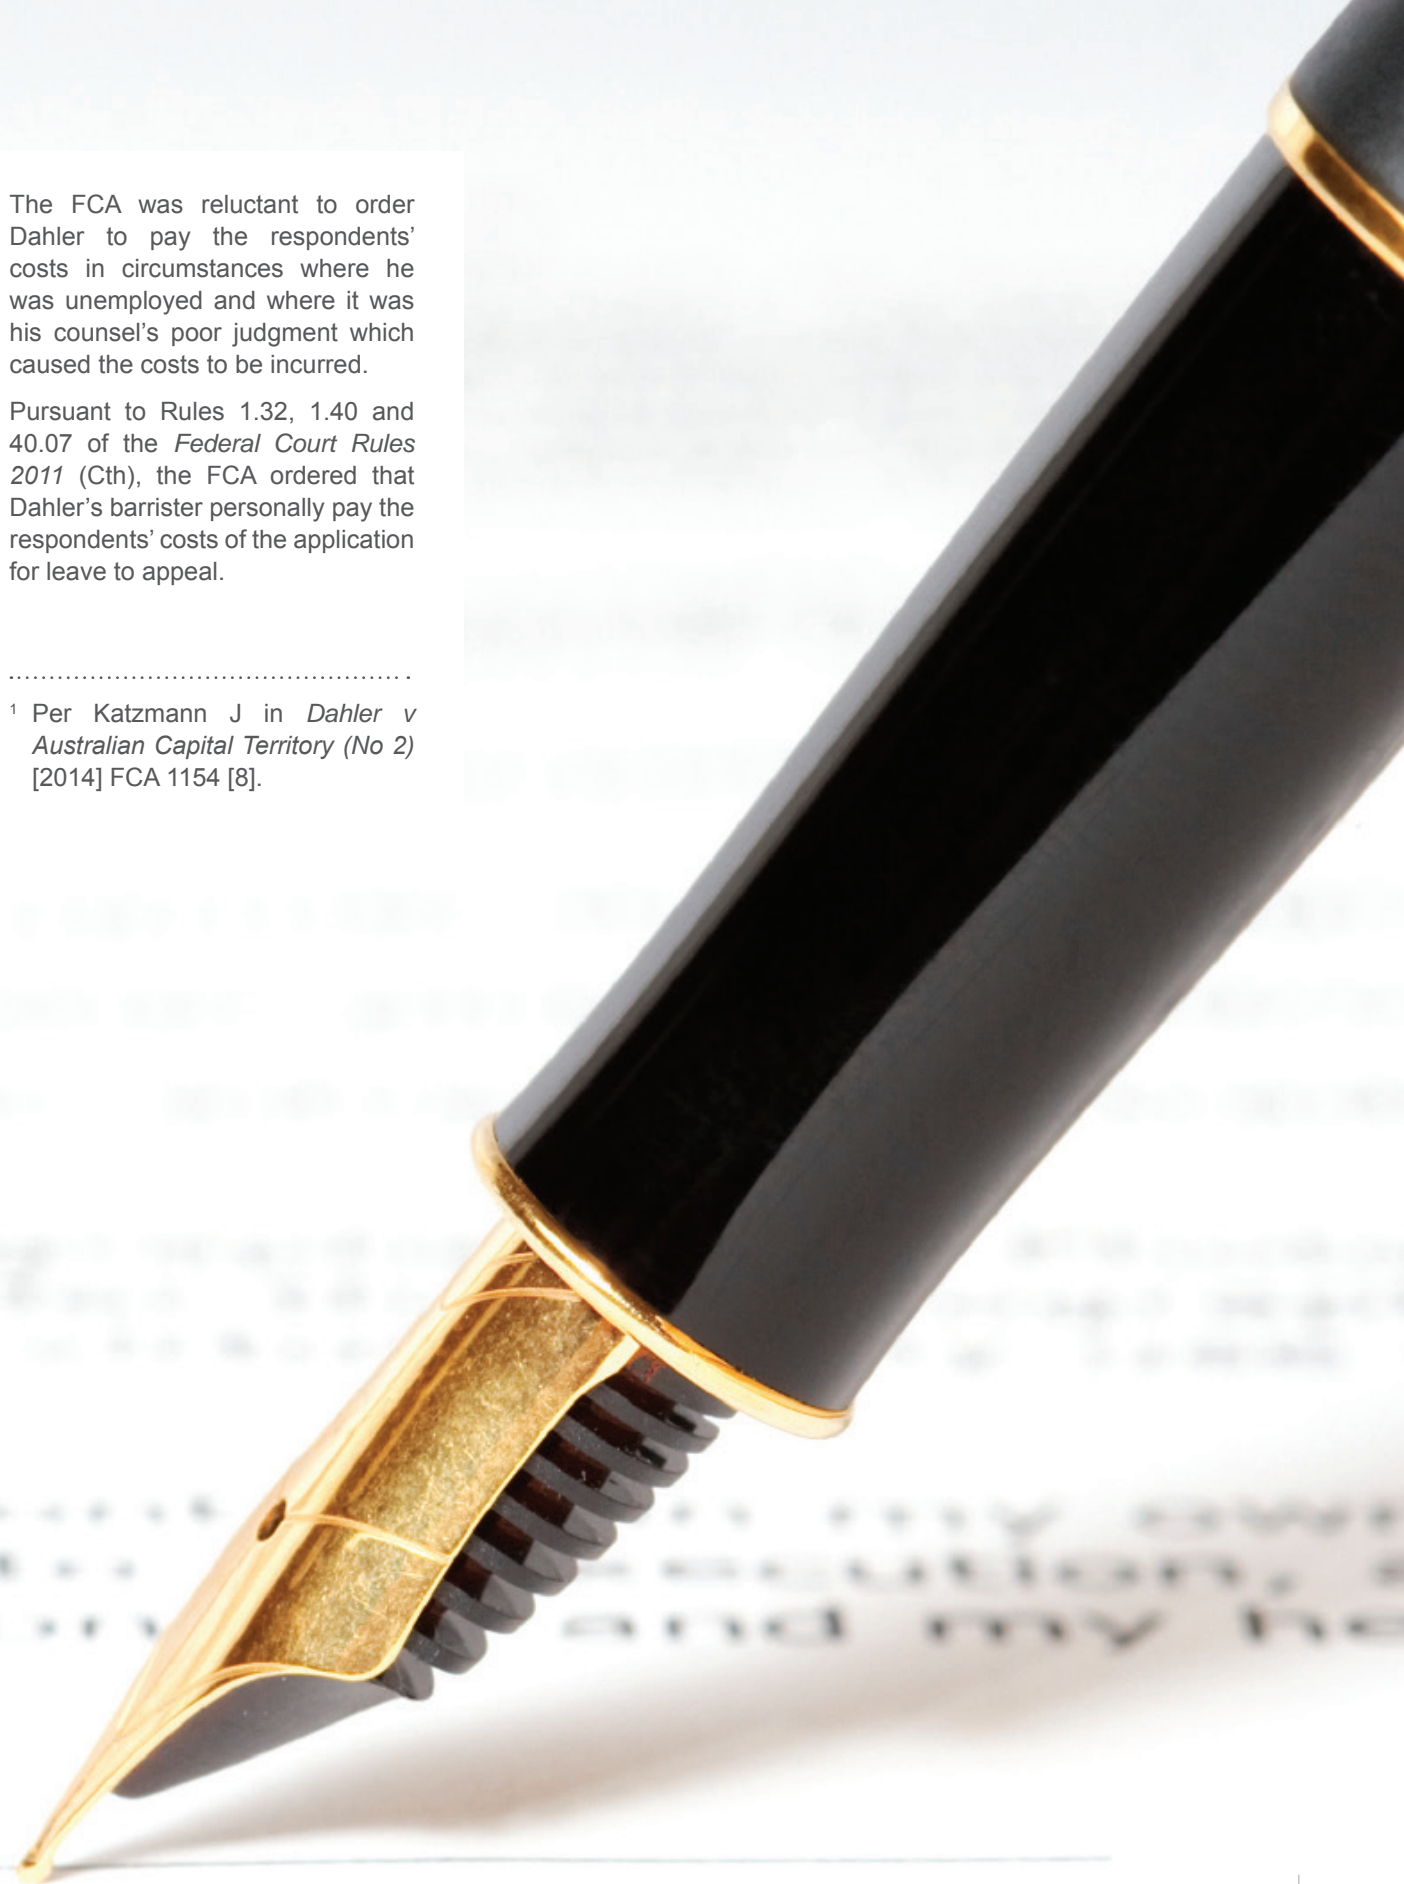 The FCA was reluctant to order
Dahler to pay the respondents'
costs in circumstances where he
was unemployed and where it was
his counsel's poor judgment which
caused the costs to be incurred.
Pursuant to Rules 1.32, 1.40 and
40.07 of the Federal Court Rules
2011 (Cth), the FCA ordered that
Dahler's barrister personally pay the
respondents' costs of the application
for leave to appeal.
1 Per Katzmann J in Dahler v
Australian Capital Territory (No 2)
[2014] FCA 1154 [8].
my
and my